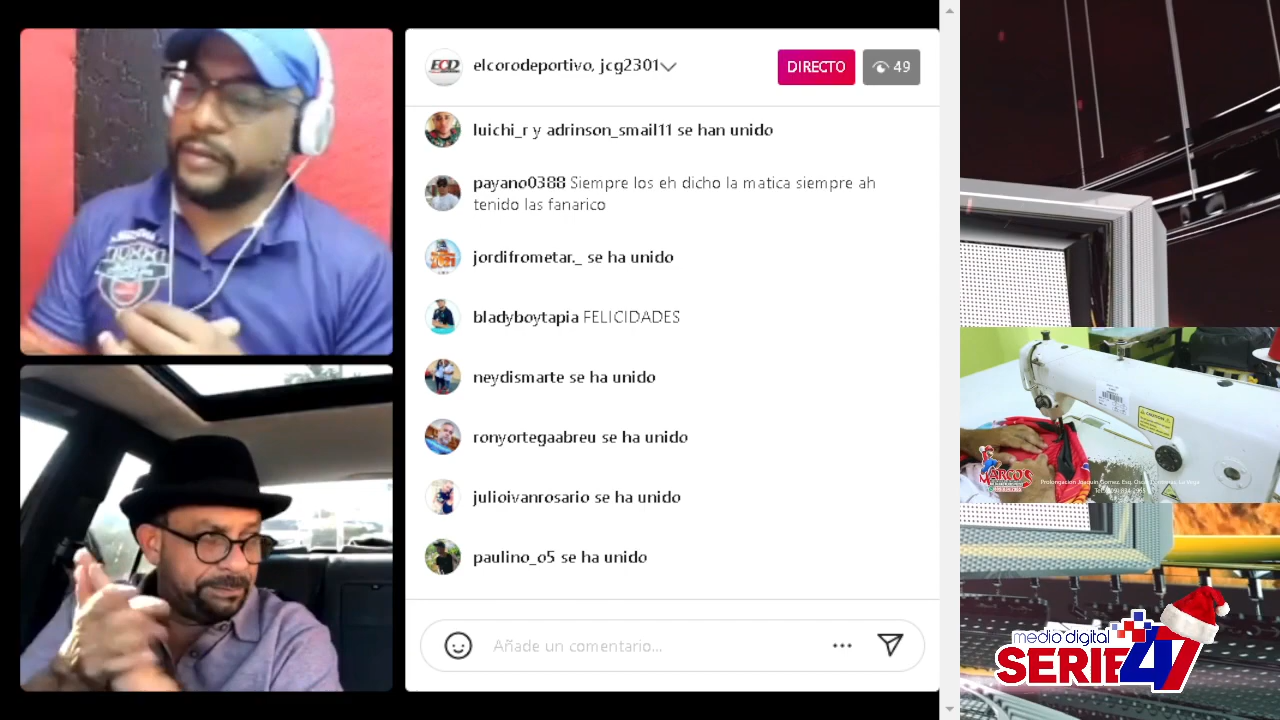 ECD
elcorodeportivo, jcg2301
DIRECTO
49
luichi_r y adrinson_smail11 se han unido
payano0388 Siempre los eh dicho la matica siempre ah
tenido las fanarico
jordifrometar._ se ha unido
bladyboytapia FELICIDADES
neydismarte se ha unido
ronyortegaabreu se ha unido
julioivanrosario se ha unido
paulino_o5 se ha unido
Añade un comentario...
CAUTION
MARCOS
medio digital
SERIE 47